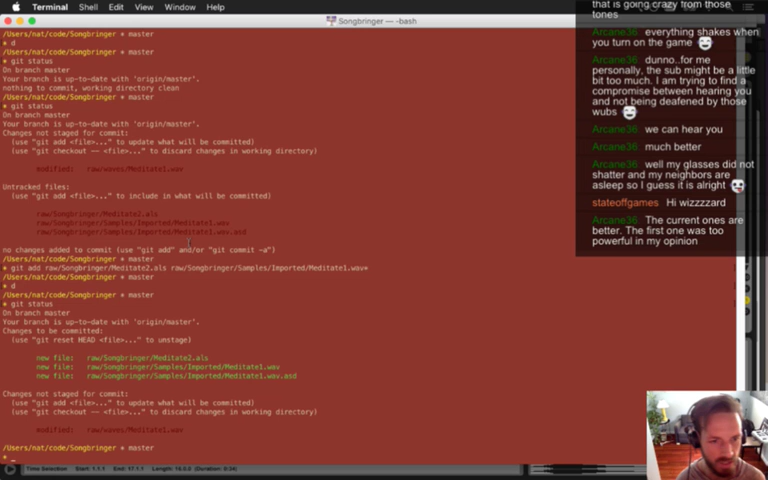 Terminal Shell Edit View Window Help
Songbringer — -bash
/Users/nat/code/Songbringer * master
* d
/Users/nat/code/Songbringer * master
* git status
On branch master
Your branch is up-to-date with 'origin/master'.
nothing to commit, working directory clean
/Users/nat/code/Songbringer * master
* git status
On branch master
Your branch is up-to-date with 'origin/master'.
Changes not staged for commit:
(use "git add <file>..." to update what will be committed)
(use "git checkout -- <file>..." to discard changes in working directory)
modified: raw/waves/Meditate1.wav
Untracked files:
(use "git add <file>..." to include in what will be committed)
raw/Songbringer/Meditate2.als
raw/Songbringer/Samples/Imported/Meditate1.wav
raw/Songbringer/Samples/Imported/Meditate1.wav.asd
no changes added to commit (use "git add" and/or "git commit -a")
/Users/nat/code/Songbringer * master
* git add raw/Songbringer/Meditate2.als raw/Songbringer/Samples/Imported/Meditate1.wav*
/Users/nat/code/Songbringer * master
* d
/Users/nat/code/Songbringer * master
* git status
On branch master
Your branch is up-to-date with 'origin/master'.
Changes to be committed:
(use "git reset HEAD <file>..." to unstage)
new file: raw/Songbringer/Meditate2.als
new file: raw/Songbringer/Samples/Imported/Meditate1.wav
new file: raw/Songbringer/Samples/Imported/Meditate1.wav.asd
Changes not staged for commit:
(use "git add <file>..." to update what will be committed)
(use "git checkout -- <file>..." to discard changes in working directory)
modified: raw/waves/Meditate1.wav
/Users/nat/code/Songbringer * master
* _
Time Selection Start: 1.1.1 End: 17.1.1 Length: 16.0.0 (Duration: 0:34)
that is going crazy from those
tones
Arcane36 everything shakes when
you turn on the game
Arcane36 dunno..for me
personally, the sub might be a little
bit too much. I am trying to find a
compromise between hearing you
and not being deafened by those
wubs
Arcane36 we can hear you
Arcane36 much better
Arcane36 well my glasses did not
shatter and my neighbors are
asleep so I guess it is alright
stateofgames Hi wizzzzard
Arcane36 The current ones are
better. The first one was too
powerful in my opinion